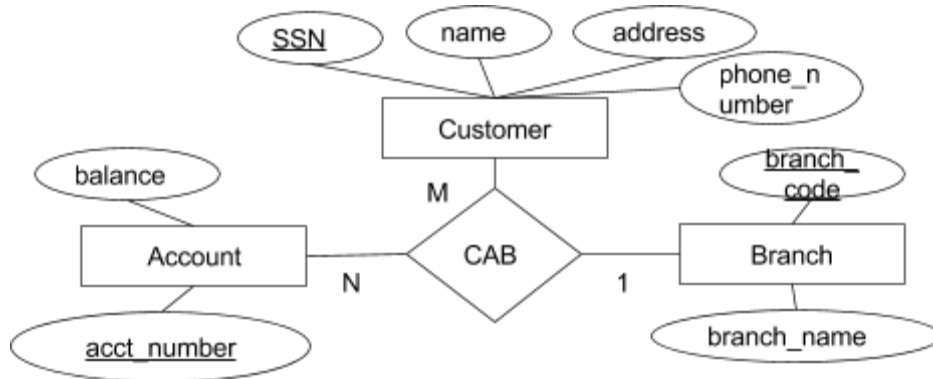 SSN
name
address
phone_n
umber
Customer
balance
branch_
code
M
Account
CAB
Branch
N
1
acct_number
branch_name